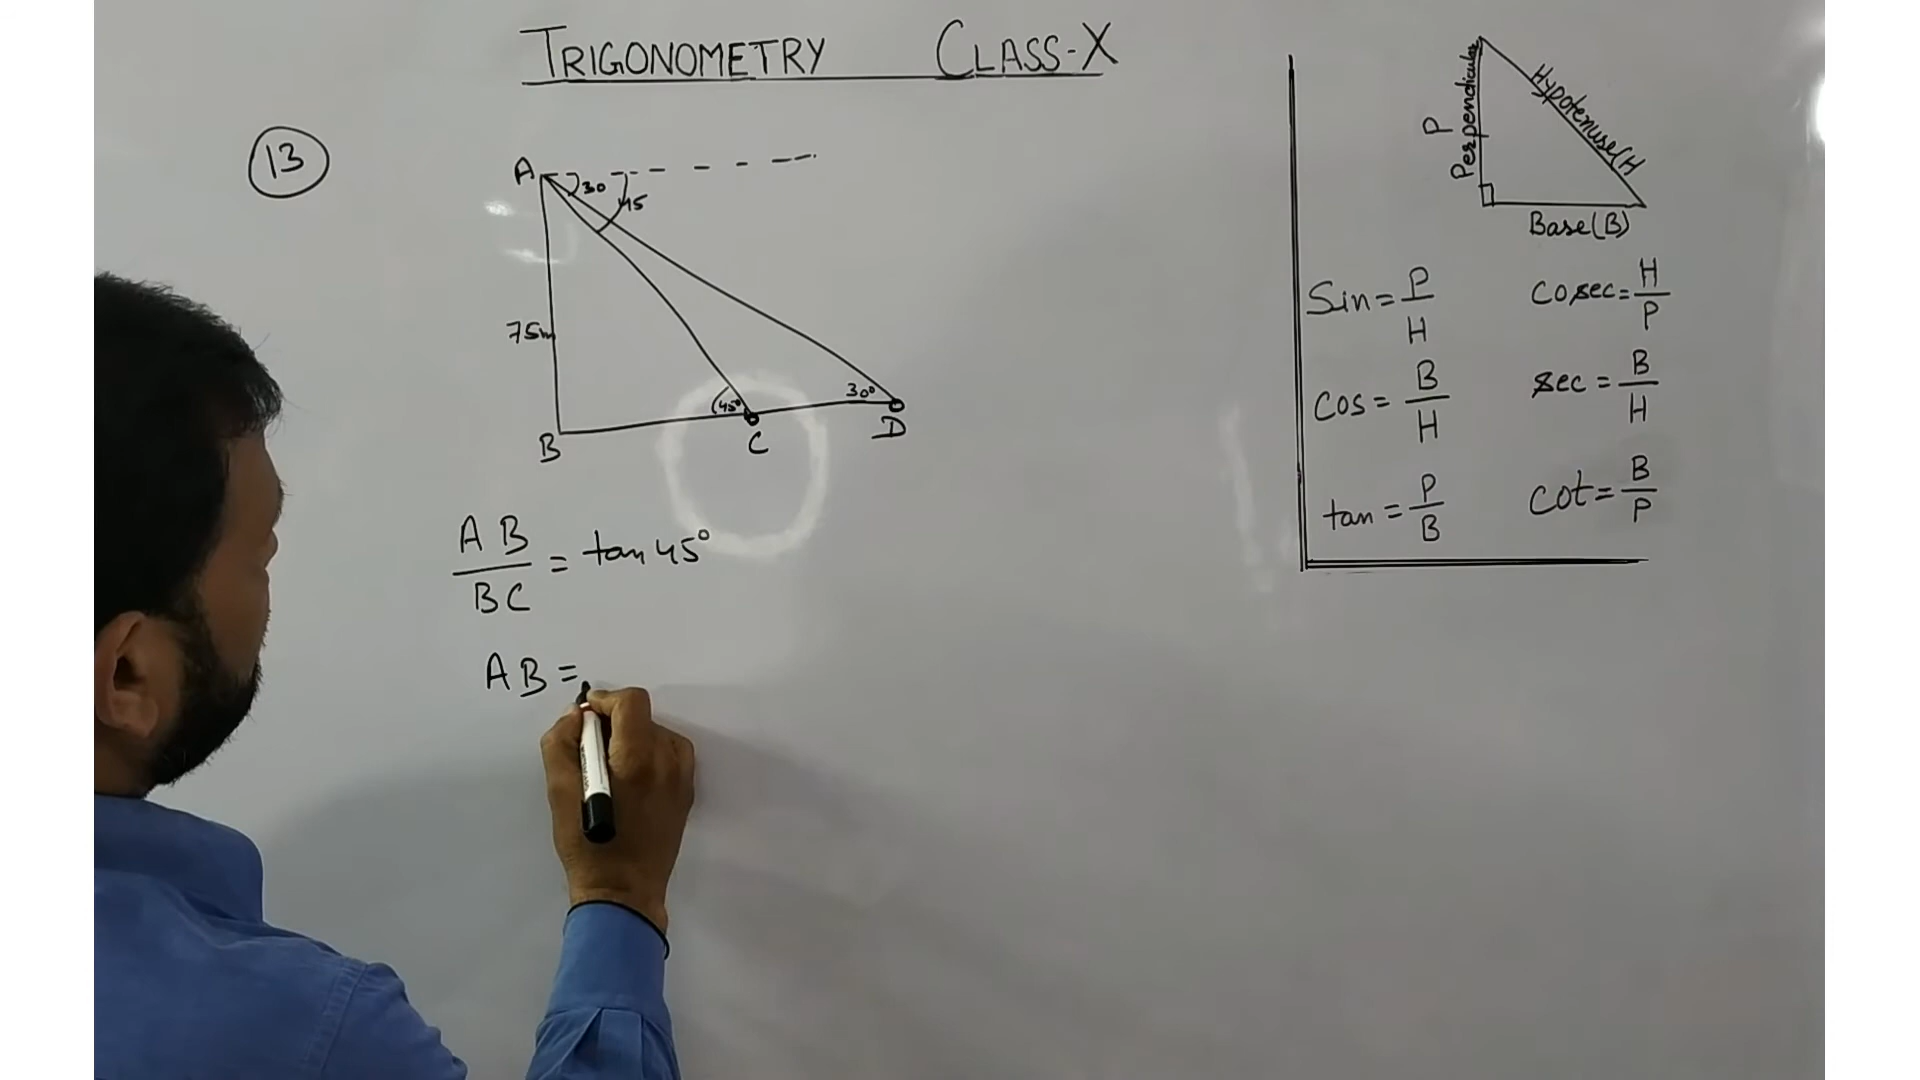 TRIGONOMETRY CLASS-X
13
A
30
45
75m
45°
30°
B
C
D
AB/BC = tan 45°
AB =
P
Perpendicular
Hypotenuse(H
Base(B)
Sin = P/H
Cosec = H/P
Cos = B/H
Sec = B/H
tan = P/B
Cot = B/P